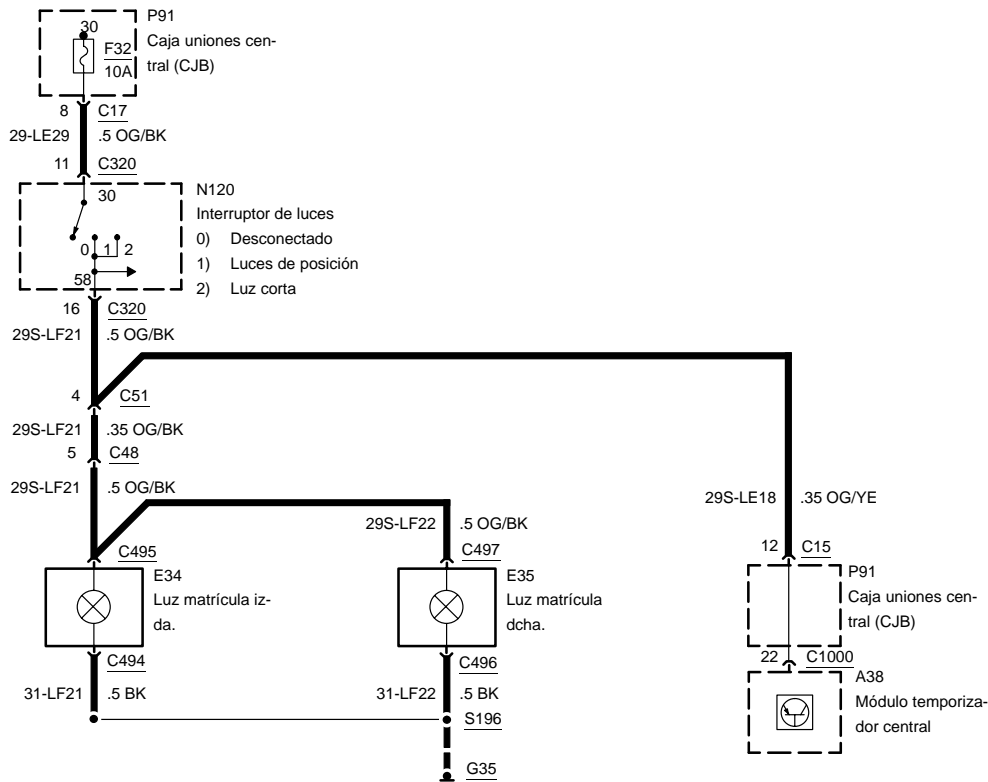 30
F32
10A
P91
Caja uniones cen-
tral (CJB)
8 C17
29-LE29 .5 OG/BK
11 C320
30
0 1 2
58
N120
Interruptor de luces
0) Desconectado
1) Luces de posición
2) Luz corta
16 C320
29S-LF21 .5 OG/BK
4 C51
29S-LF21 .35 OG/BK
5 C48
29S-LF21 .5 OG/BK
29S-LF22 .5 OG/BK
29S-LE18 .35 OG/YE
C495
E34
Luz matrícula iz-
da.
C497
E35
Luz matrícula
dcha.
12 C15
P91
Caja uniones cen-
tral (CJB)
C494
31-LF21 .5 BK
C496
31-LF22 .5 BK
S196
G35
22 C1000
A38
Módulo temporiza-
dor central